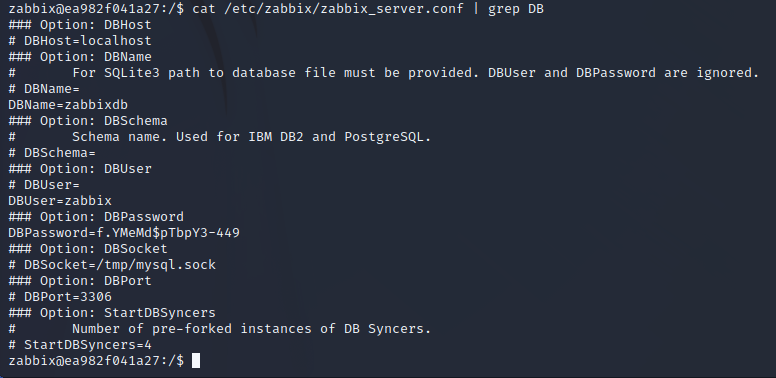 zabbix@ea982f041a27:/$ cat /etc/zabbix/zabbix_server.conf | grep DB
### Option: DBHost
# DBHost=localhost
### Option: DBName
#       For SQLite3 path to database file must be provided. DBUser and DBPassword are ignored.
# DBName=
DBName=zabbixdb
### Option: DBSchema
#       Schema name. Used for IBM DB2 and PostgreSQL.
# DBSchema=
### Option: DBUser
# DBUser=
DBUser=zabbix
### Option: DBPassword
DBPassword=f.YMeMd$pTbpY3-449
### Option: DBSocket
# DBSocket=/tmp/mysql.sock
### Option: DBPort
# DBPort=3306
### Option: StartDBSyncers
#       Number of pre-forked instances of DB Syncers.
# StartDBSyncers=4
zabbix@ea982f041a27:/$